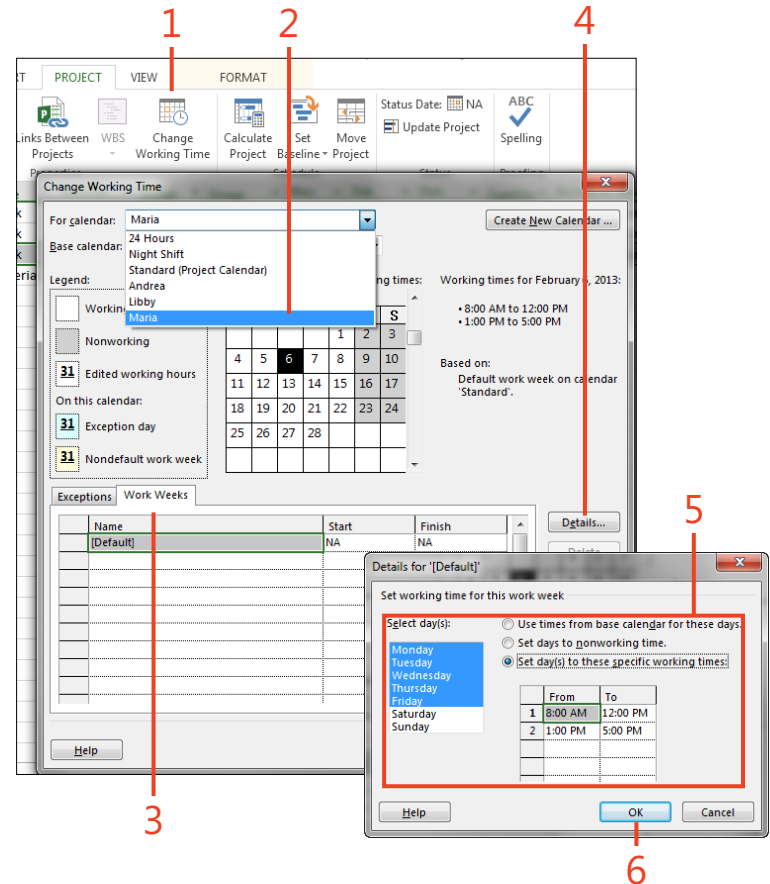 1 2 4
PROJECT VIEW FORMAT
Links Between Projects WBS Change Working Time Calculate Project Set Baseline Move Project Status Date: NA Update Project ABC Spelling
Change Working Time
For calendar: Maria Create New Calendar ...
Base calendar:
24 Hours
Night Shift
Standard (Project Calendar)
Andrea
Libby
Maria
Legend:
Working times for February 6, 2013:
Nonworking
31 Edited working hours
On this calendar:
31 Exception day
31 Nondefault work week
S
1 2 3
4 5 6 7 8 9 10
11 12 13 14 15 16 17
18 19 20 21 22 23 24
25 26 27 28
• 8:00 AM to 12:00 PM
• 1:00 PM to 5:00 PM
Based on:
Default work week on calendar
'Standard'.
Exceptions Work Weeks
Name Start Finish
[Default] NA NA
Details...
Help
3
5
Details for '[Default]'
Set working time for this work week
Select day(s):
Monday
Tuesday
Wednesday
Thursday
Friday
Saturday
Sunday
Use times from base calendar for these days.
Set days to nonworking time.
Set day(s) to these specific working times:
From To
1 8:00 AM 12:00 PM
2 1:00 PM 5:00 PM
Help OK Cancel
6